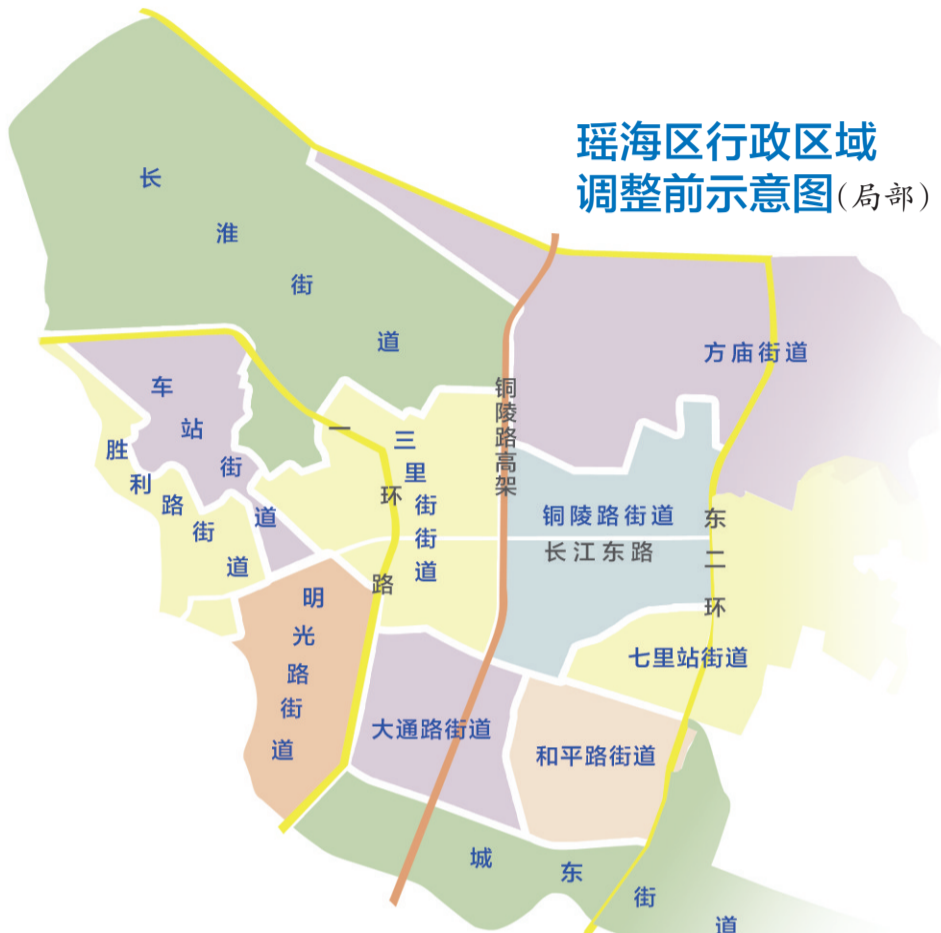 瑶海区行政区域
调整前示意图(局部)
长淮街道
方庙街道
车站街道
胜利路街道
三里街街道
一环路
铜陵路高架
铜陵路街道
长江东路
东二环
明光路街道
七里站街道
大通路街道
和平路街道
城东街道